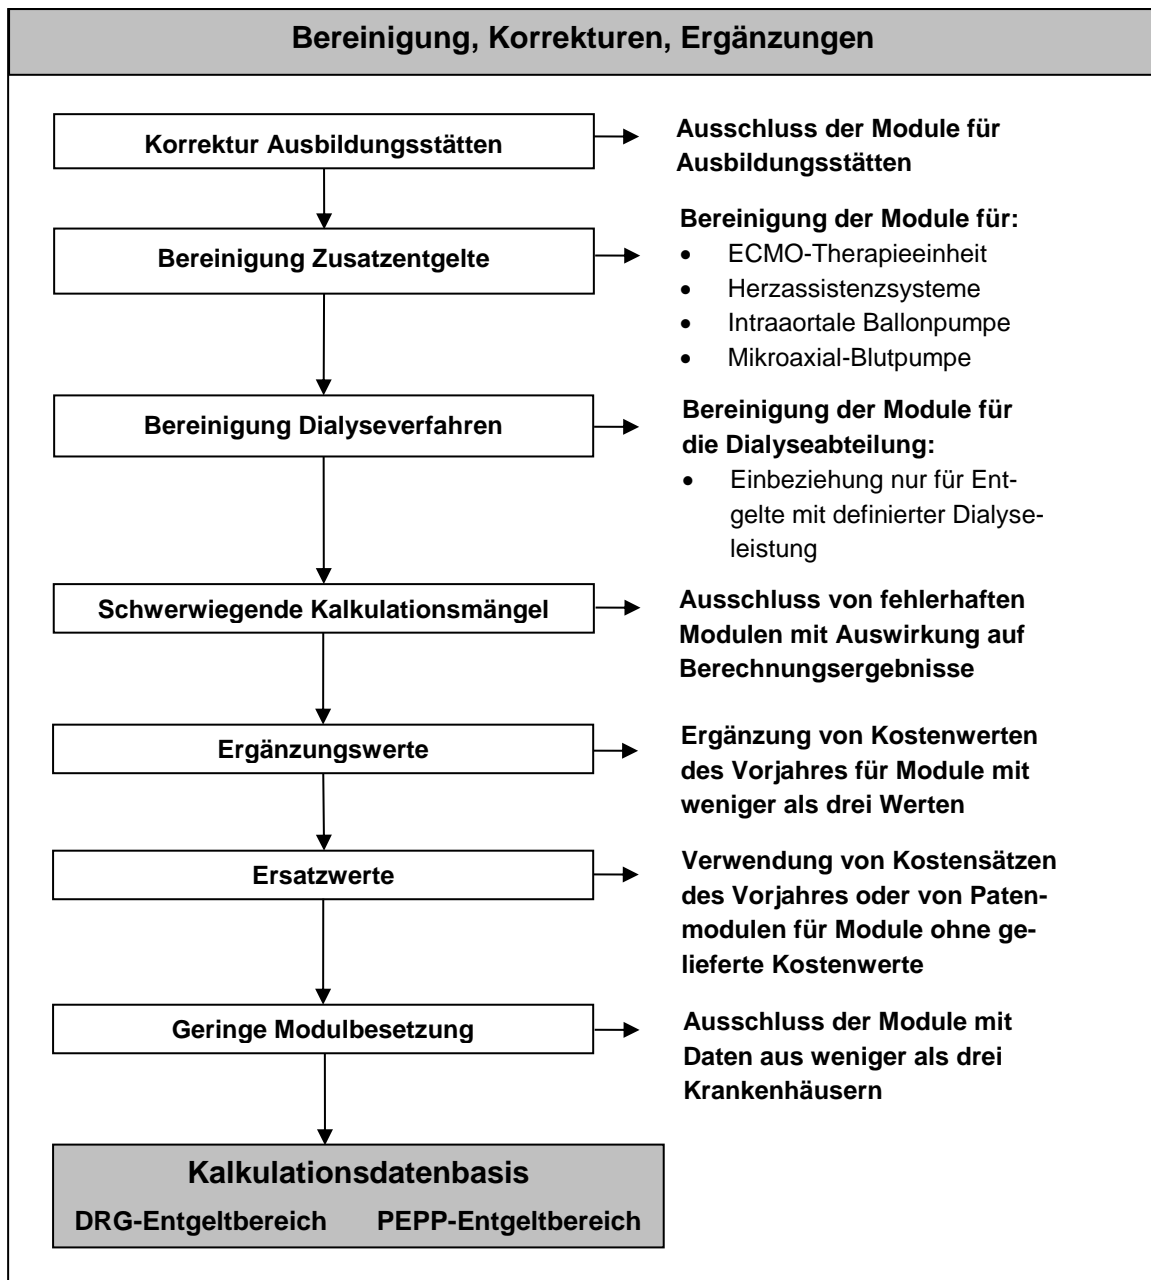 Bereinigung, Korrekturen, Ergänzungen
Korrektur Ausbildungsstätten
Ausschluss der Module für
Ausbildungsstätten
Bereinigung Zusatzentgelte
Bereinigung der Module für:
• ECMO-Therapieeinheit
• Herzassistenzsysteme
• Intraaortale Ballonpumpe
• Mikroaxial-Blutpumpe
Bereinigung Dialyseverfahren
Bereinigung der Module für
die Dialyseabteilung:
• Einbeziehung nur für Ent-
gelte mit definierter Dialyse-
leistung
Schwerwiegende Kalkulationsmängel
Ausschluss von fehlerhaften
Modulen mit Auswirkung auf
Berechnungsergebnisse
Ergänzungswerte
Ergänzung von Kostenwerten
des Vorjahres für Module mit
weniger als drei Werten
Ersatzwerte
Verwendung von Kostensätzen
des Vorjahres oder von Paten-
modulen für Module ohne ge-
lieferte Kostenwerte
Geringe Modulbesetzung
Ausschluss der Module mit
Daten aus weniger als drei
Krankenhäusern
Kalkulationsdatenbasis
DRG-Entgeltbereich PEPP-Entgeltbereich